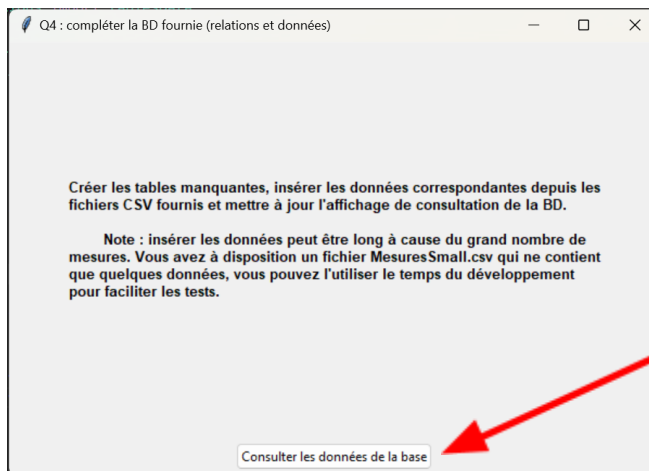 Q4 : compléter la BD fournie (relations et données)
Créer les tables manquantes, insérer les données correspondantes depuis les
fichiers CSV fournis et mettre à jour l'affichage de consultation de la BD.
Note : insérer les données peut être long à cause du grand nombre de
mesures. Vous avez à disposition un fichier MesuresSmall.csv qui ne contient
que quelques données, vous pouvez l'utiliser le temps du développement
pour faciliter les tests.
Consulter les données de la base